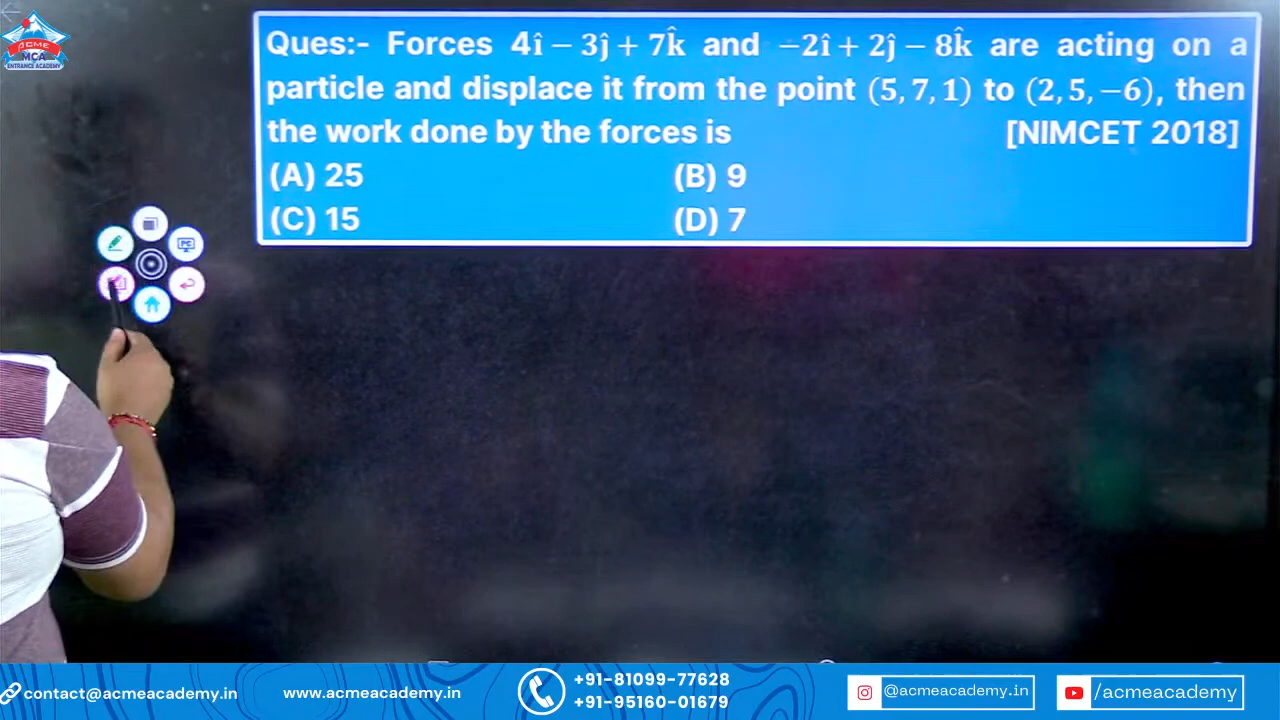 ACME
MCA
ENTRANCE ACADEMY
Ques:- Forces 4î − 3ĵ + 7k̂ and −2î + 2ĵ − 8k̂ are acting on a
particle and displace it from the point (5, 7, 1) to (2, 5, −6), then
the work done by the forces is [NIMCET 2018]
(A) 25 (B) 9
(C) 15 (D) 7
PC
contact@acmeacademy.in www.acmeacademy.in +91-81099-77628 @acmeacademy.in /acmeacademy
+91-95160-01679